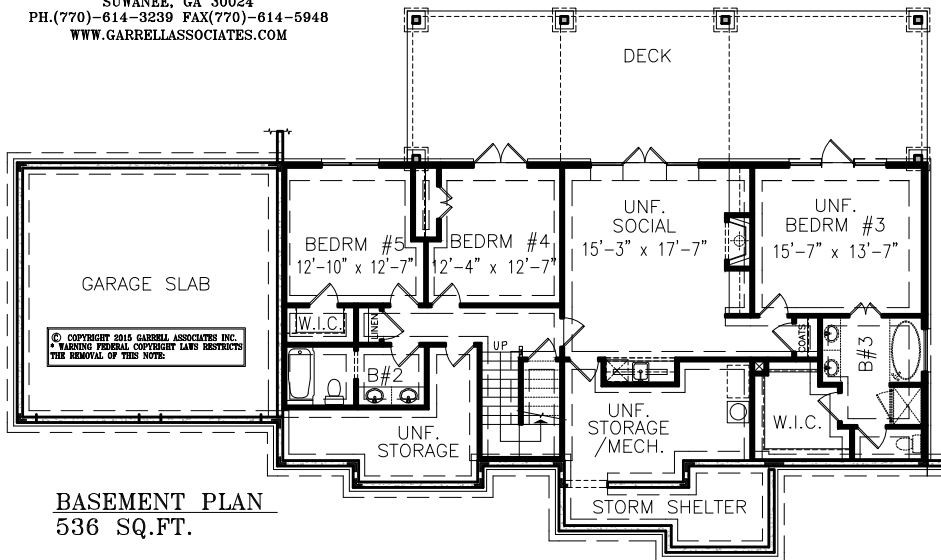 SUWANEE, GA 30024
PH.(770)-614-3239 FAX(770)-614-5948
WWW.GARRELLASSOCIATES.COM
DECK
GARAGE SLAB
© COPYRIGHT 2015 GARRELL ASSOCIATES INC.
* WARNING FEDERAL COPYRIGHT LAWS RESTRICTS
THE REMOVAL OF THIS NOTE:
BEDRM #5
12'-10" x 12'-7"
BEDRM #4
12'-4" x 12'-7"
UNF.
SOCIAL
15'-3" x 17'-7"
UNF.
BEDRM #3
15'-7" x 13'-7"
W.I.C.
LINEN
UP
COATS
B#3
B#2
UNF.
STORAGE
UNF.
STORAGE
/MECH.
W.I.C.
STORM SHELTER
BASEMENT PLAN
536 SQ.FT.